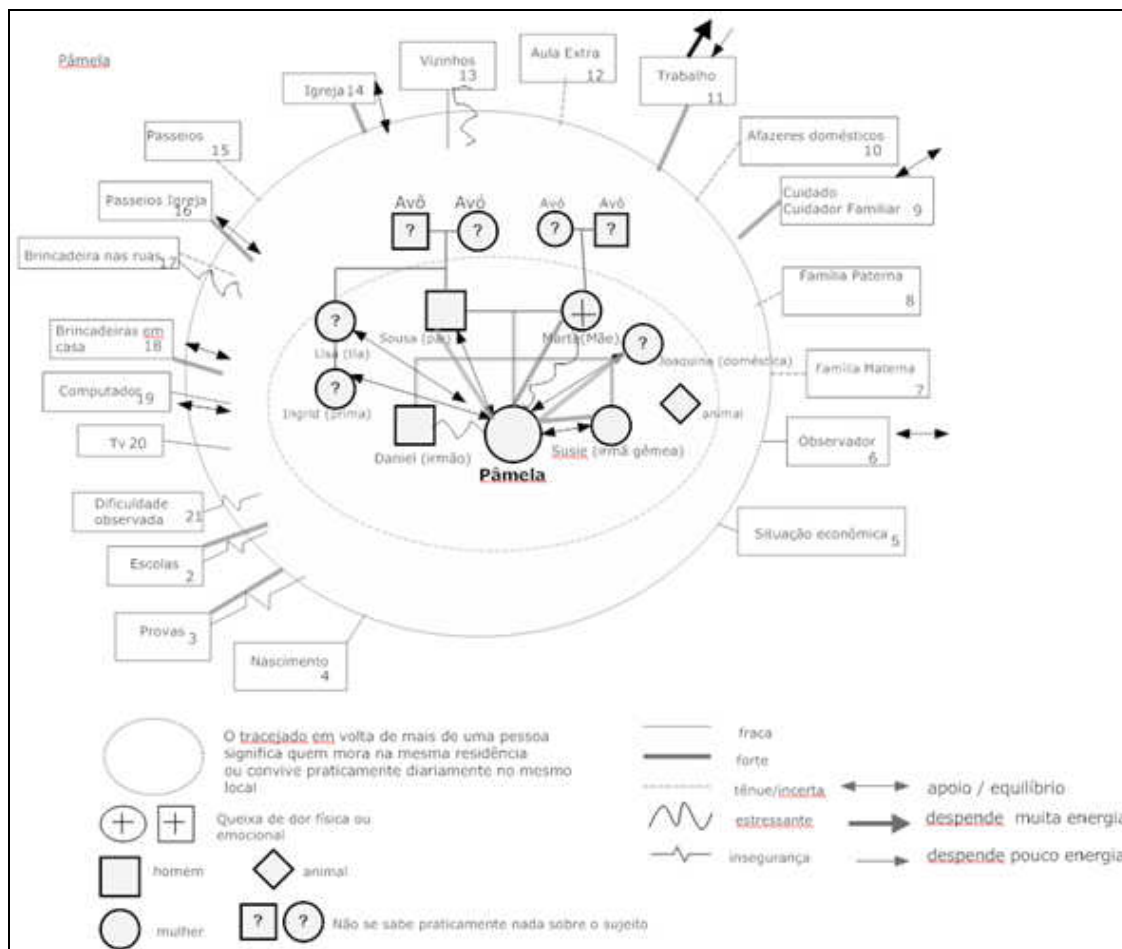 Pâmela
Vizinhos
13
Aula Extra
12
Trabalho
11
Igreja 14
Passeios
15
Afazeres domésticos
10
Passeios Igreja
16
Cuidado
Cuidador Familiar 9
Brincadeira nas ruas 17
Avô
Avó
Avó
Avô
?
?
?
?
Família Paterna
8
?
Sousa (pai)
Marta(Mãe)
?
Lisa (tia)
Joaquina (doméstica)
Brincadeiras em
casa 18
Família Materna
7
?
Ingrid (prima)
animal
Computador 19
Tv 20
Daniel (irmão)
Susie (irmã gêmea)
Pâmela
Observador
6
Dificuldade
observada 21
Situação econômica 5
Escolas
2
Provas 3
Nascimento
4
O tracejado em volta de mais de uma pessoa
significa quem mora na mesma residência
ou convive praticamente diariamente no mesmo
local
Queixa de dor física ou
emocional
homem
animal
mulher
? ? Não se sabe praticamente nada sobre o sujeito
fraca
forte
tênue/incerta
apoio / equilíbrio
estressante
despende muita energia
insegurança
despende pouco energia